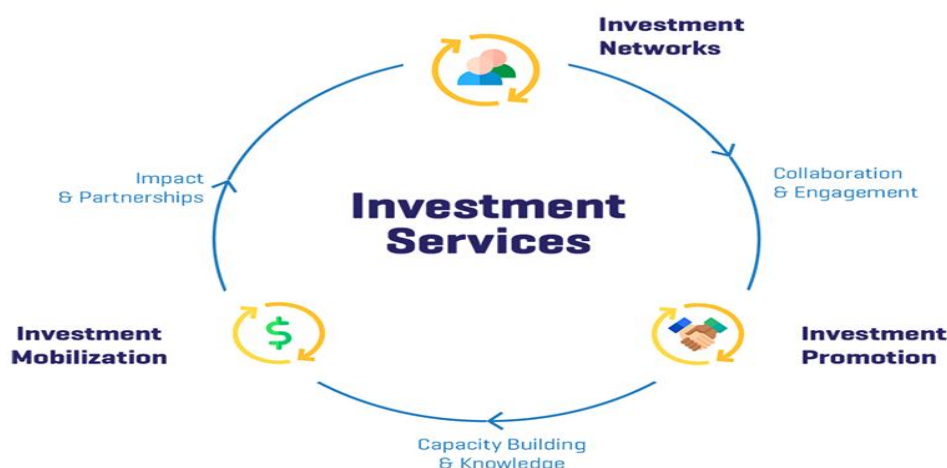 Investment
Networks
Impact
& Partnerships
Collaboration
& Engagement
Investment
Services
Investment
Mobilization
$
Investment
Promotion
Capacity Building
& Knowledge